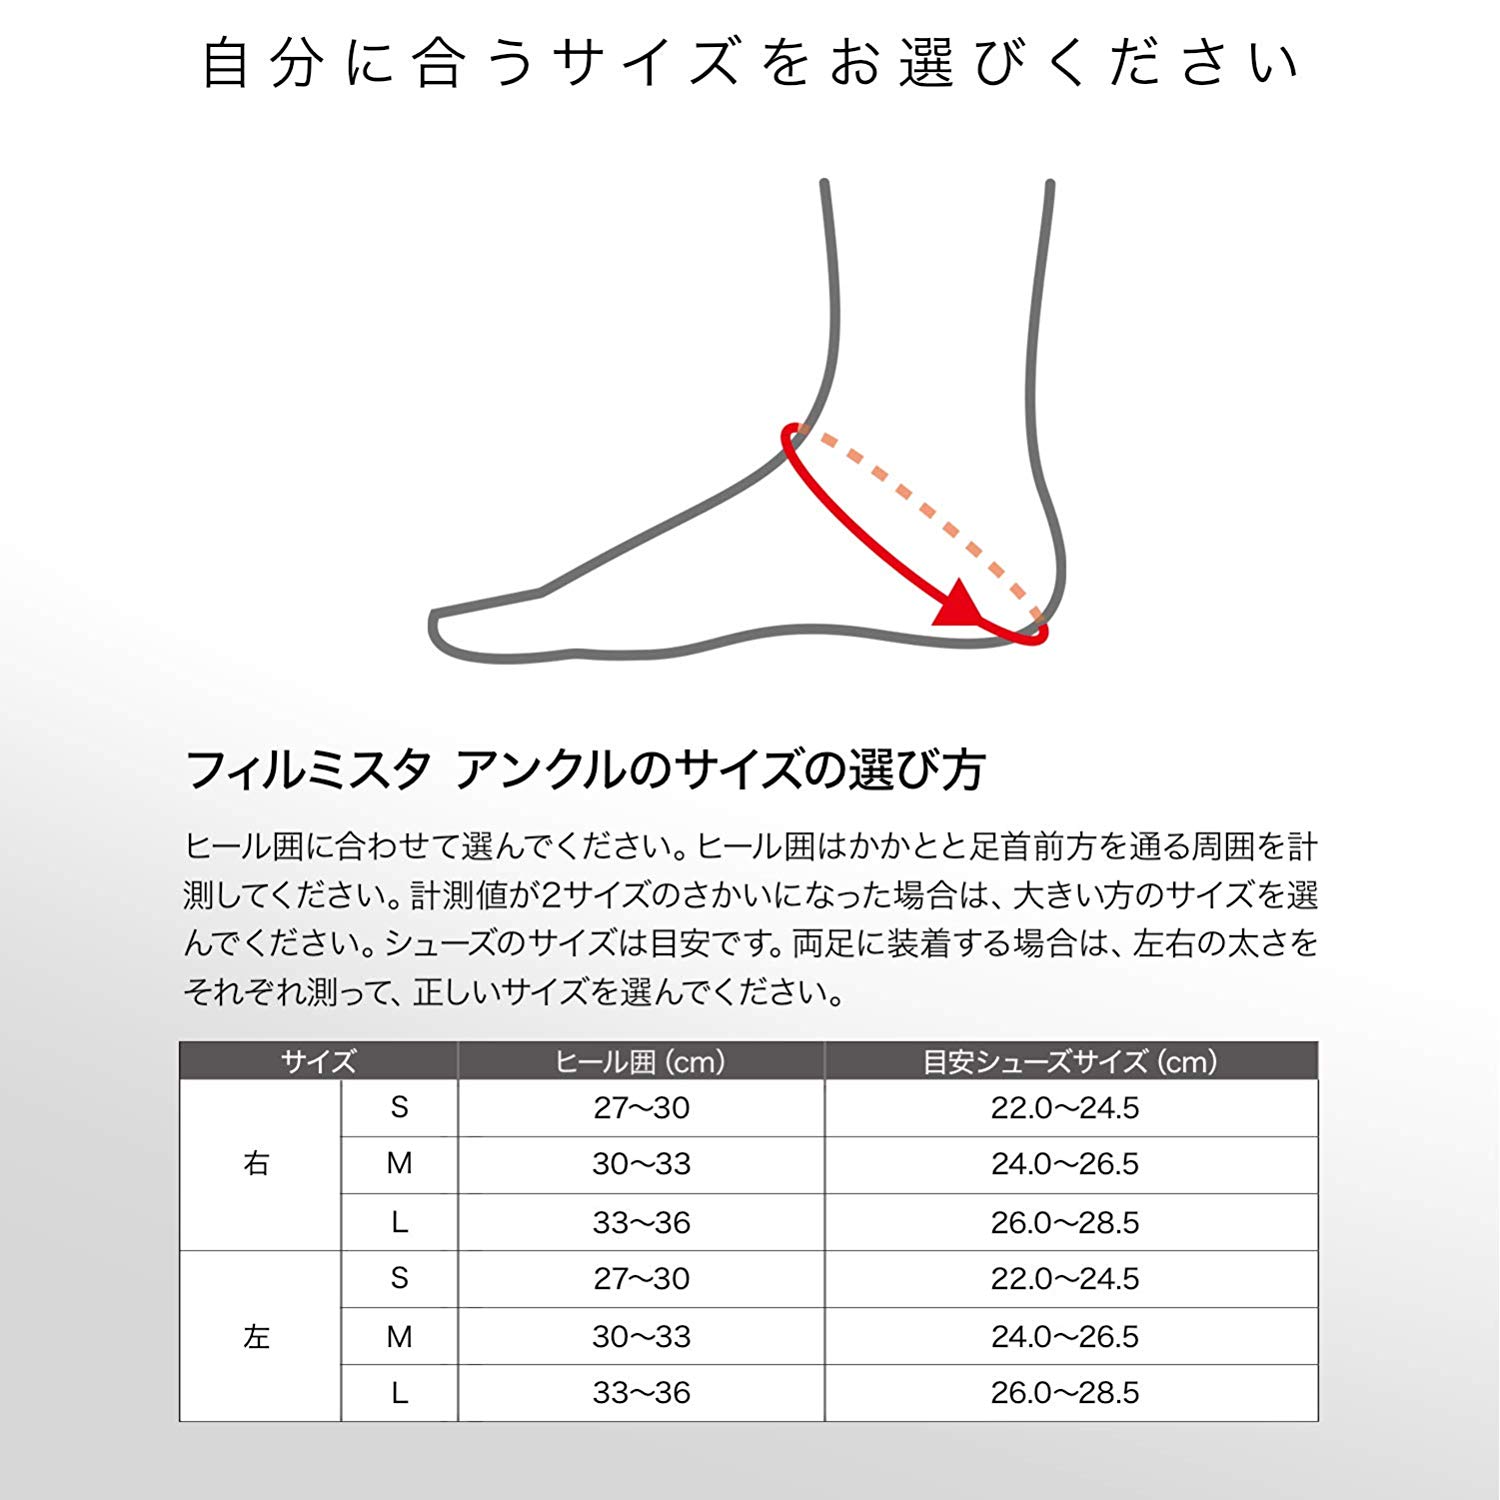 自分に合うサイズをお選びください
フィルミスタ アンクルのサイズの選び方
ヒール囲に合わせて選んでください。ヒール囲はかかとと足首前方を通る周囲を計
測してください。計測値が2サイズのさかいになった場合は、大きい方のサイズを選
んでください。シューズのサイズは目安です。両足に装着する場合は、左右の太さを
それぞれ測って、正しいサイズを選んでください。
サイズ ヒール囲（cm） 目安シューズサイズ（cm）
S 27〜30 22.0〜24.5
右 M 30〜33 24.0〜26.5
L 33〜36 26.0〜28.5
S 27〜30 22.0〜24.5
左 M 30〜33 24.0〜26.5
L 33〜36 26.0〜28.5